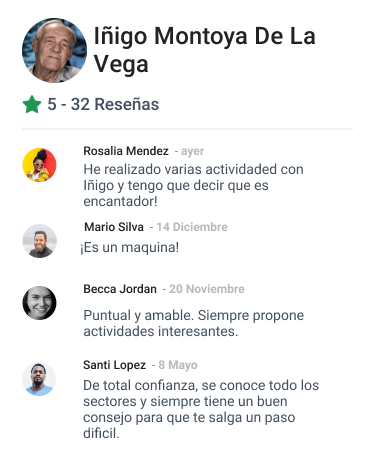 Iñigo Montoya De La
Vega
5 - 32 Reseñas
Rosalia Mendez - ayer
He realizado varias actividaded con
Iñigo y tengo que decir que es
encantador!
Mario Silva - 14 Diciembre
¡Es un maquina!
Becca Jordan - 20 Noviembre
Puntual y amable. Siempre propone
actividades interesantes.
Santi Lopez - 8 Mayo
De total confianza, se conoce todo los
sectores y siempre tiene un buen
consejo para que te salga un paso
dificil.